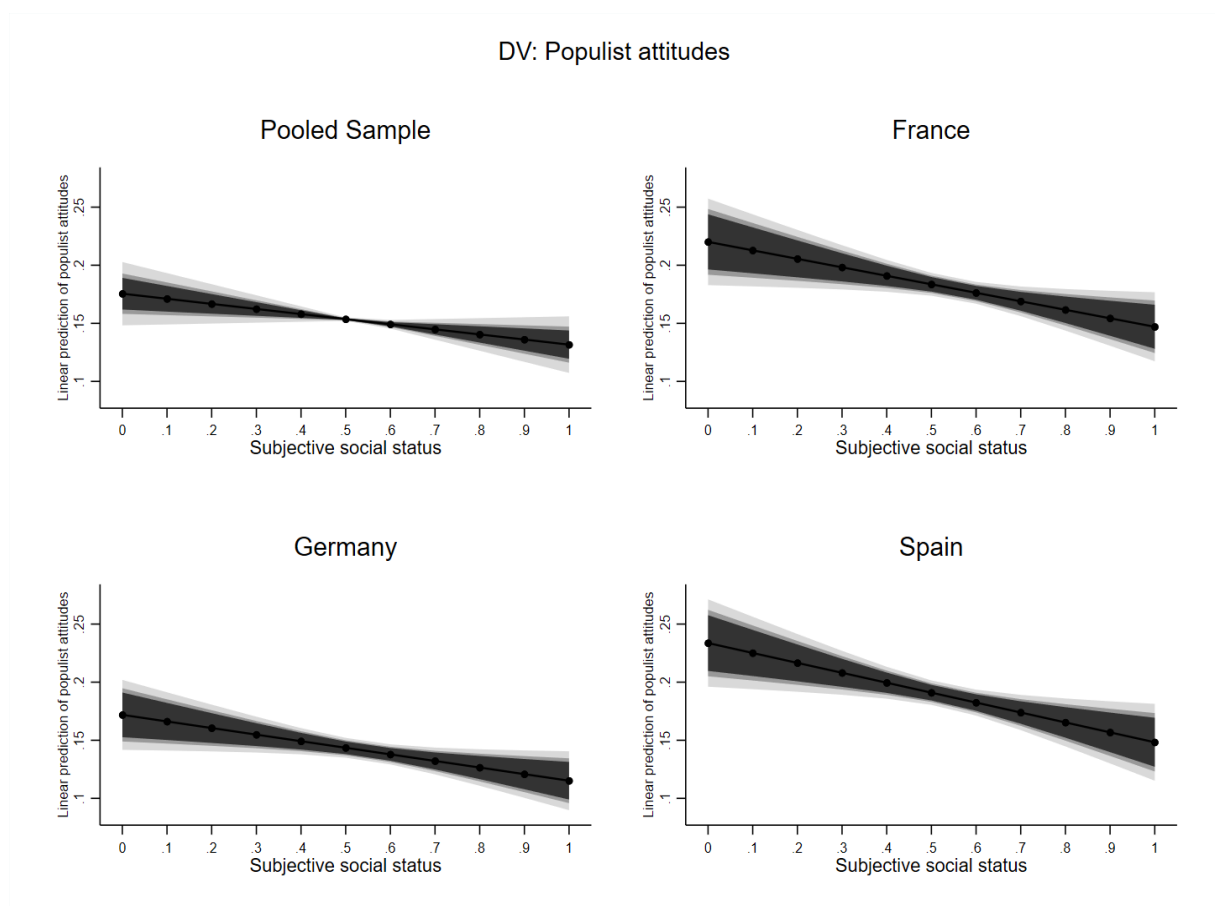 DV: Populist attitudes
Pooled Sample
Linear prediction of populist attitudes
.25
.2
.15
.1
0 .1 .2 .3 .4 .5 .6 .7 .8 .9 1
Subjective social status
France
Linear prediction of populist attitudes
.25
.2
.15
.1
0 .1 .2 .3 .4 .5 .6 .7 .8 .9 1
Subjective social status
Germany
Linear prediction of populist attitudes
.25
.2
.15
.1
0 .1 .2 .3 .4 .5 .6 .7 .8 .9 1
Subjective social status
Spain
Linear prediction of populist attitudes
.25
.2
.15
.1
0 .1 .2 .3 .4 .5 .6 .7 .8 .9 1
Subjective social status